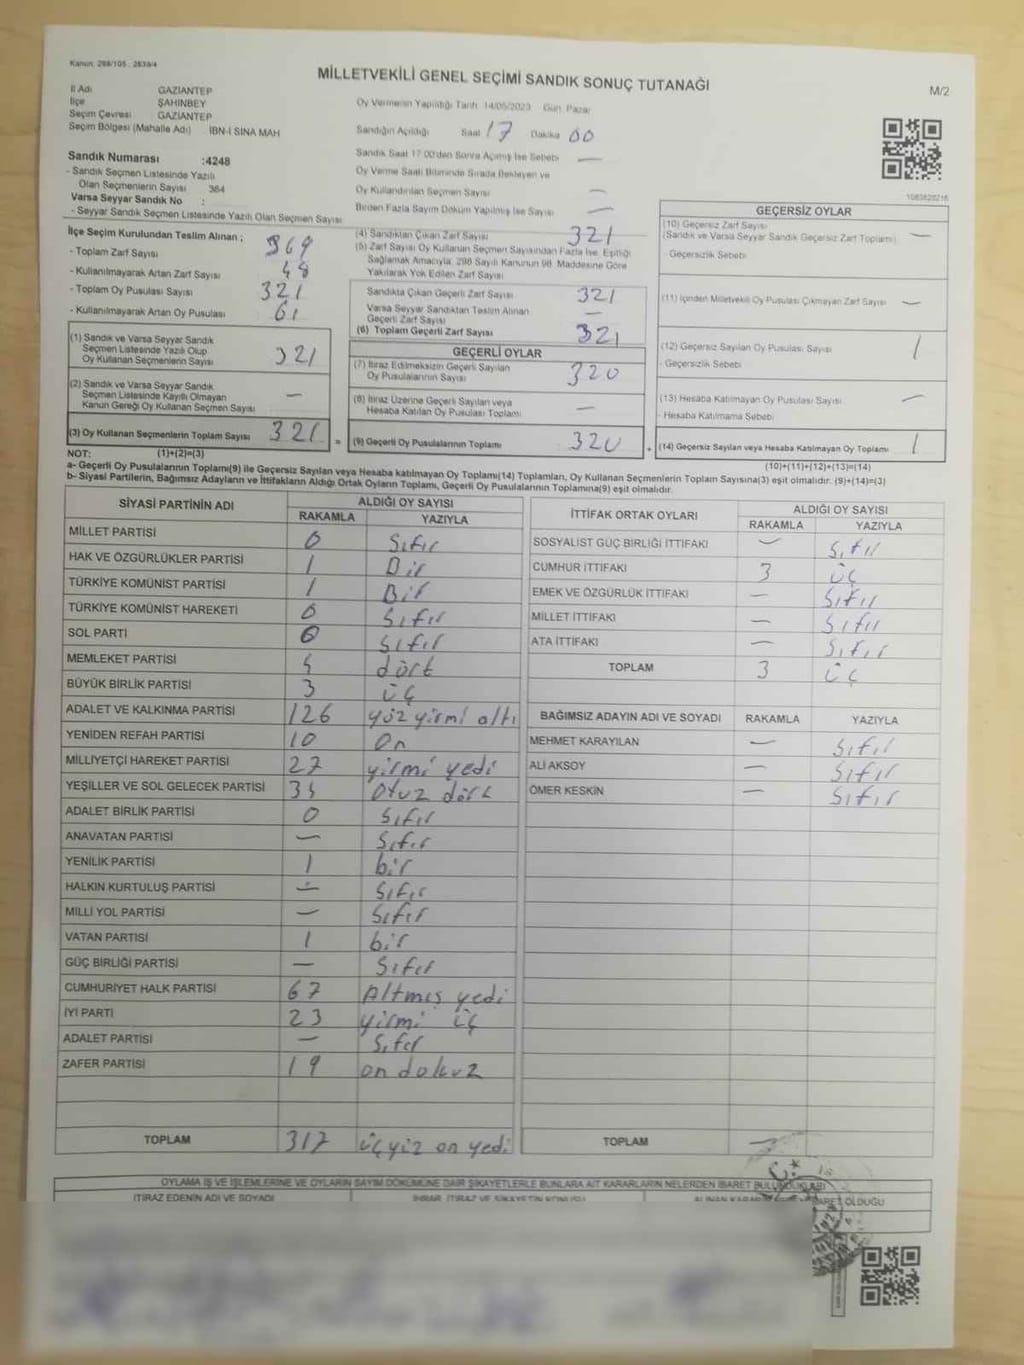 Kanun, 298/105 . 2839/4
MİLLETVEKİLİ GENEL SEÇİMİ SANDIK SONUÇ TUTANAĞI
M/2
İl Adı GAZİANTEP
İlçe ŞAHİNBEY
Seçim Çevresi GAZİANTEP
Seçim Bölgesi (Mahalle Adı) İBN-İ SİNA MAH
Oy Vermenin Yapıldığı Tarih 14/05/2023 Gün Pazar
Sandığın Açıldığı Saat 17 Dakika 00
Sandık Saat 17:00'den Sonra Açılmış İse Sebebi —
Oy Verme Saati Bitiminde Sırada Bekleyen ve
Oy Kullandırılan Seçmen Sayısı —
Birden Fazla Sayım Döküm Yapılmış İse Sayısı —
Sandık Numarası :4248
- Sandık Seçmen Listesinde Yazılı
Olan Seçmenlerin Sayısı 364
Varsa Seyyar Sandık No :
- Seyyar Sandık Seçmen Listesinde Yazılı Olan Seçmen Sayısı
İlçe Seçim Kurulundan Teslim Alınan ;
- Toplam Zarf Sayısı 369
- Kullanılmayarak Artan Zarf Sayısı 48
- Toplam Oy Pusulası Sayısı 321
- Kullanılmayarak Artan Oy Pusulası 61
(1) Sandık ve Varsa Seyyar Sandık
Seçmen Listesinde Yazılı Olup
Oy Kullanan Seçmenlerin Sayısı 321
(2) Sandık ve Varsa Seyyar Sandık
Seçmen Listesinde Kayıtlı Olmayan
Kanun Gereği Oy Kullanan Seçmen Sayısı —
(3) Oy Kullanan Seçmenlerin Toplam Sayısı 321 =
(1)+(2)=(3)
(4) Sandıktan Çıkan Zarf Sayısı 321
(5) Zarf Sayısı Oy Kullanan Seçmen Sayısından Fazla İse, Eşitliği
Sağlamak Amacıyla, 298 Sayılı Kanunun 98. Maddesine Göre
Yakılarak Yok Edilen Zarf Sayısı
Sandıkta Çıkan Geçerli Zarf Sayısı 321
Varsa Seyyar Sandıktan Teslim Alınan
Geçerli Zarf Sayısı —
(6) Toplam Geçerli Zarf Sayısı 321
GEÇERLİ OYLAR
(7) İtiraz Edilmeksizin Geçerli Sayılan
Oy Pusulalarının Sayısı 320
(8) İtiraz Üzerine Geçerli Sayılan veya
Hesaba Katılan Oy Pusulası Toplamı —
(9) Geçerli Oy Pusulalarının Toplamı 320 +
1083820216
GEÇERSİZ OYLAR
(10) Geçersiz Zarf Sayısı
(Sandık ve Varsa Seyyar Sandık Geçersiz Zarf Toplamı) —
- Geçersizlik Sebebi
(11) İçinden Milletvekili Oy Pusulası Çıkmayan Zarf Sayısı —
(12) Geçersiz Sayılan Oy Pusulası Sayısı 1
- Geçersizlik Sebebi
(13) Hesaba Katılmayan Oy Pusulası Sayısı —
- Hesaba Katılmama Sebebi
(14) Geçersiz Sayılan veya Hesaba Katılmayan Oy Toplamı 1
(10)+(11)+(12)+(13)=(14)
NOT:
a- Geçerli Oy Pusulalarının Toplamı(9) ile Geçersiz Sayılan veya Hesaba katılmayan Oy Toplamı(14) Toplamları, Oy Kullanan Seçmenlerin Toplam Sayısına(3) eşit olmalıdır. (9)+(14)=(3)
b- Siyasi Partilerin, Bağımsız Adayların ve İttifakların Aldığı Ortak Oyların Toplamı, Geçerli Oy Pusulalarının Toplamına(9) eşit olmalıdır.
SİYASİ PARTİNİN ADI ALDIĞI OY SAYISI
RAKAMLA YAZIYLA
MİLLET PARTİSİ 0 Sıfır
HAK VE ÖZGÜRLÜKLER PARTİSİ 1 Bir
TÜRKİYE KOMÜNİST PARTİSİ 1 Bir
TÜRKİYE KOMÜNİST HAREKETİ 0 Sıfır
SOL PARTİ 0 Sıfır
MEMLEKET PARTİSİ 4 dört
BÜYÜK BİRLİK PARTİSİ 3 üç
ADALET VE KALKINMA PARTİSİ 126 yüz yirmi altı
YENİDEN REFAH PARTİSİ 10 On
MİLLİYETÇİ HAREKET PARTİSİ 27 yirmi yedi
YEŞİLLER VE SOL GELECEK PARTİSİ 34 Otuz dört
ADALET BİRLİK PARTİSİ 0 Sıfır
ANAVATAN PARTİSİ — Sıfır
YENİLİK PARTİSİ 1 bir
HALKIN KURTULUŞ PARTİSİ — Sıfır
MİLLİ YOL PARTİSİ — Sıfır
VATAN PARTİSİ 1 bir
GÜÇ BİRLİĞİ PARTİSİ — Sıfır
CUMHURİYET HALK PARTİSİ 67 Altmış yedi
İYİ PARTİ 23 yirmi üç
ADALET PARTİSİ — Sıfır
ZAFER PARTİSİ 19 on dokuz
TOPLAM 317 üçyüz on yedi
İTTİFAK ORTAK OYLARI ALDIĞI OY SAYISI
RAKAMLA YAZIYLA
SOSYALİST GÜÇ BİRLİĞİ İTTİFAKI — Sıfır
CUMHUR İTTİFAKI 3 üç
EMEK VE ÖZGÜRLÜK İTTİFAKI — Sıfır
MİLLET İTTİFAKI — Sıfır
ATA İTTİFAKI — Sıfır
TOPLAM 3 üç
BAĞIMSIZ ADAYIN ADI VE SOYADI RAKAMLA YAZIYLA
MEHMET KARAYILAN — Sıfır
ALİ AKSOY — Sıfır
ÖMER KESKİN — Sıfır
TOPLAM —
OYLAMA İŞ VE İŞLEMLERİNE VE OYLARIN SAYIM DÖKÜMÜNE DAİR ŞİKAYETLERLE BUNLARA AİT KARARLARIN NELERDEN İBARET BULUNDUKLARI
İTİRAZ EDENİN ADI VE SOYADI İHBAR, İTİRAZ VE ŞİKAYETİN KONUSU